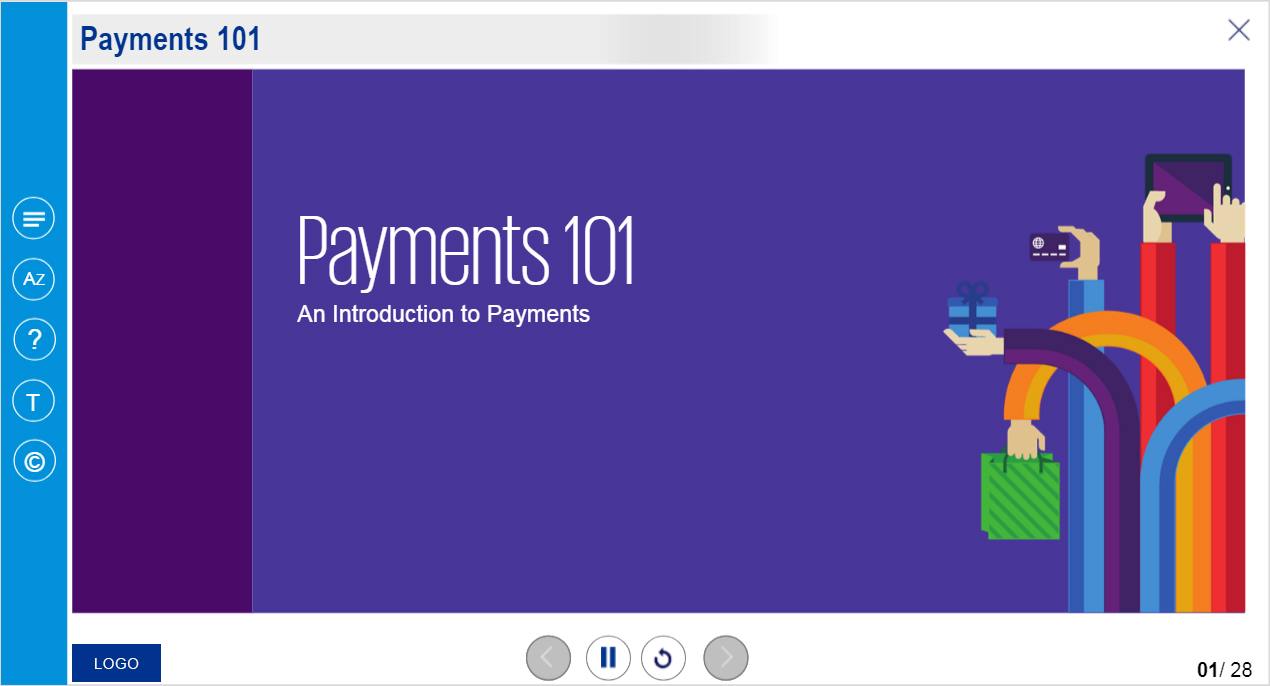 Payments 101
Payments 101
An Introduction to Payments
AZ
?
T
©
LOGO
01/ 28